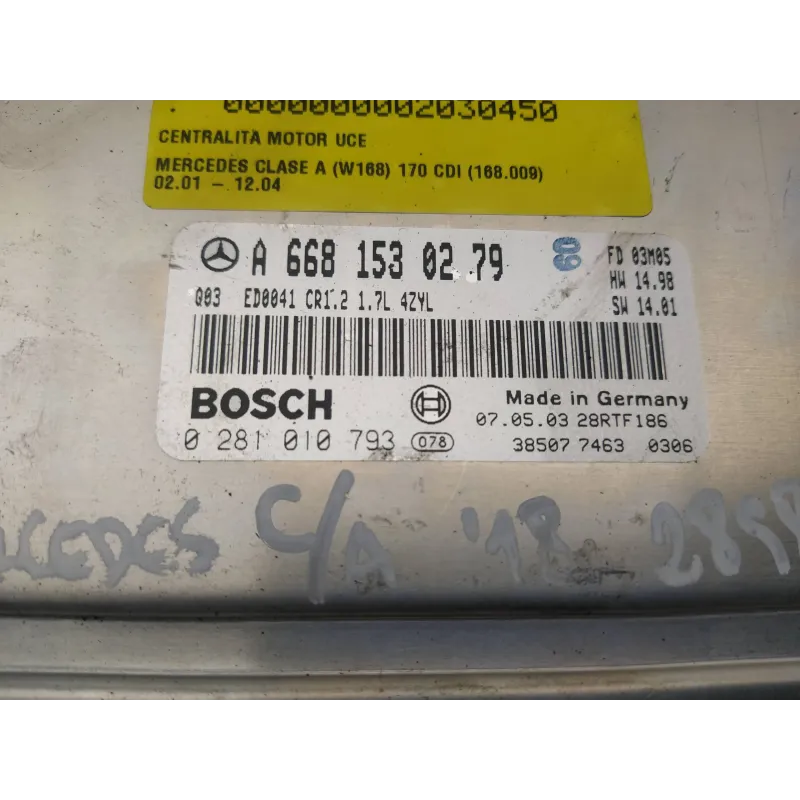 0000000002030450
CENTRALITA MOTOR UCE
MERCEDES CLASE A (W168) 170 CDI (168.009)
02.01 - 12.04
A 668 153 02 79 60 FD 03M05
HW 14.98
Q03 ED0041 CR1.2 1.7L 4ZYL SW 14.01
BOSCH Made in Germany
07.05.03 28RTF186
0 281 010 793 078 38507 7463 0306
C/A '18